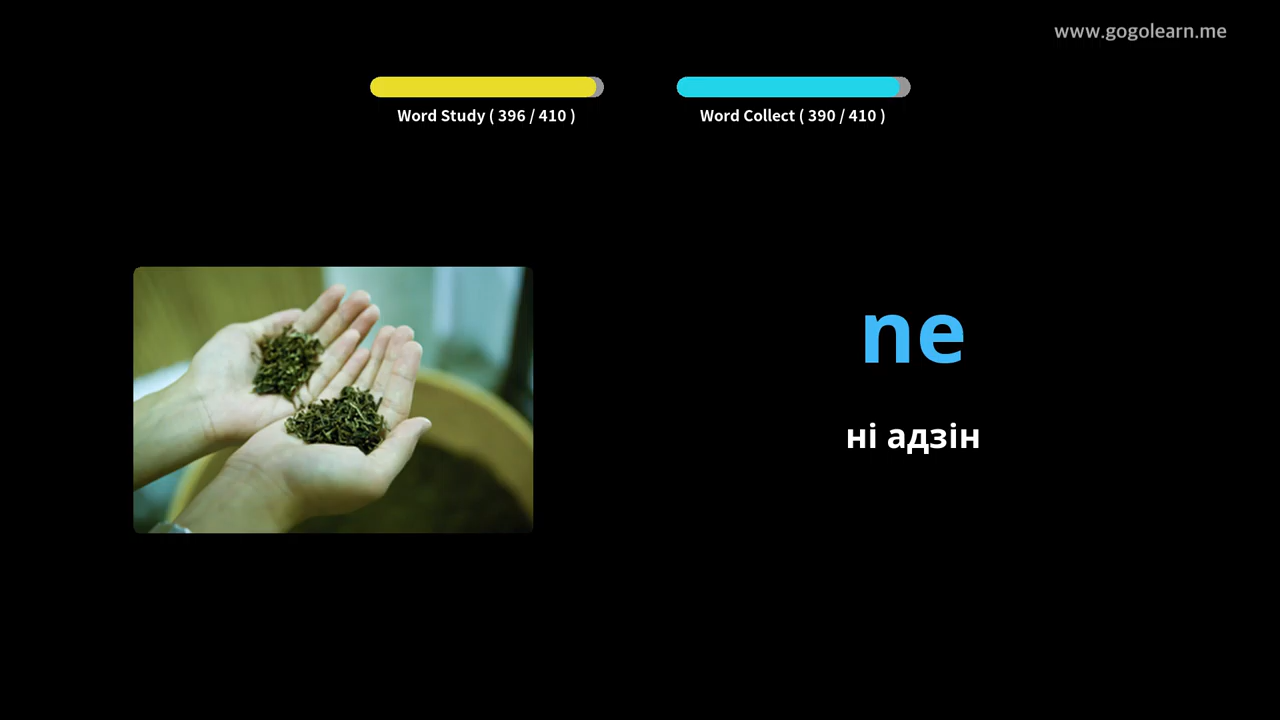 www.gogolearn.me
Word Study ( 396 / 410 )
Word Collect ( 390 / 410 )
ne
ні адзін